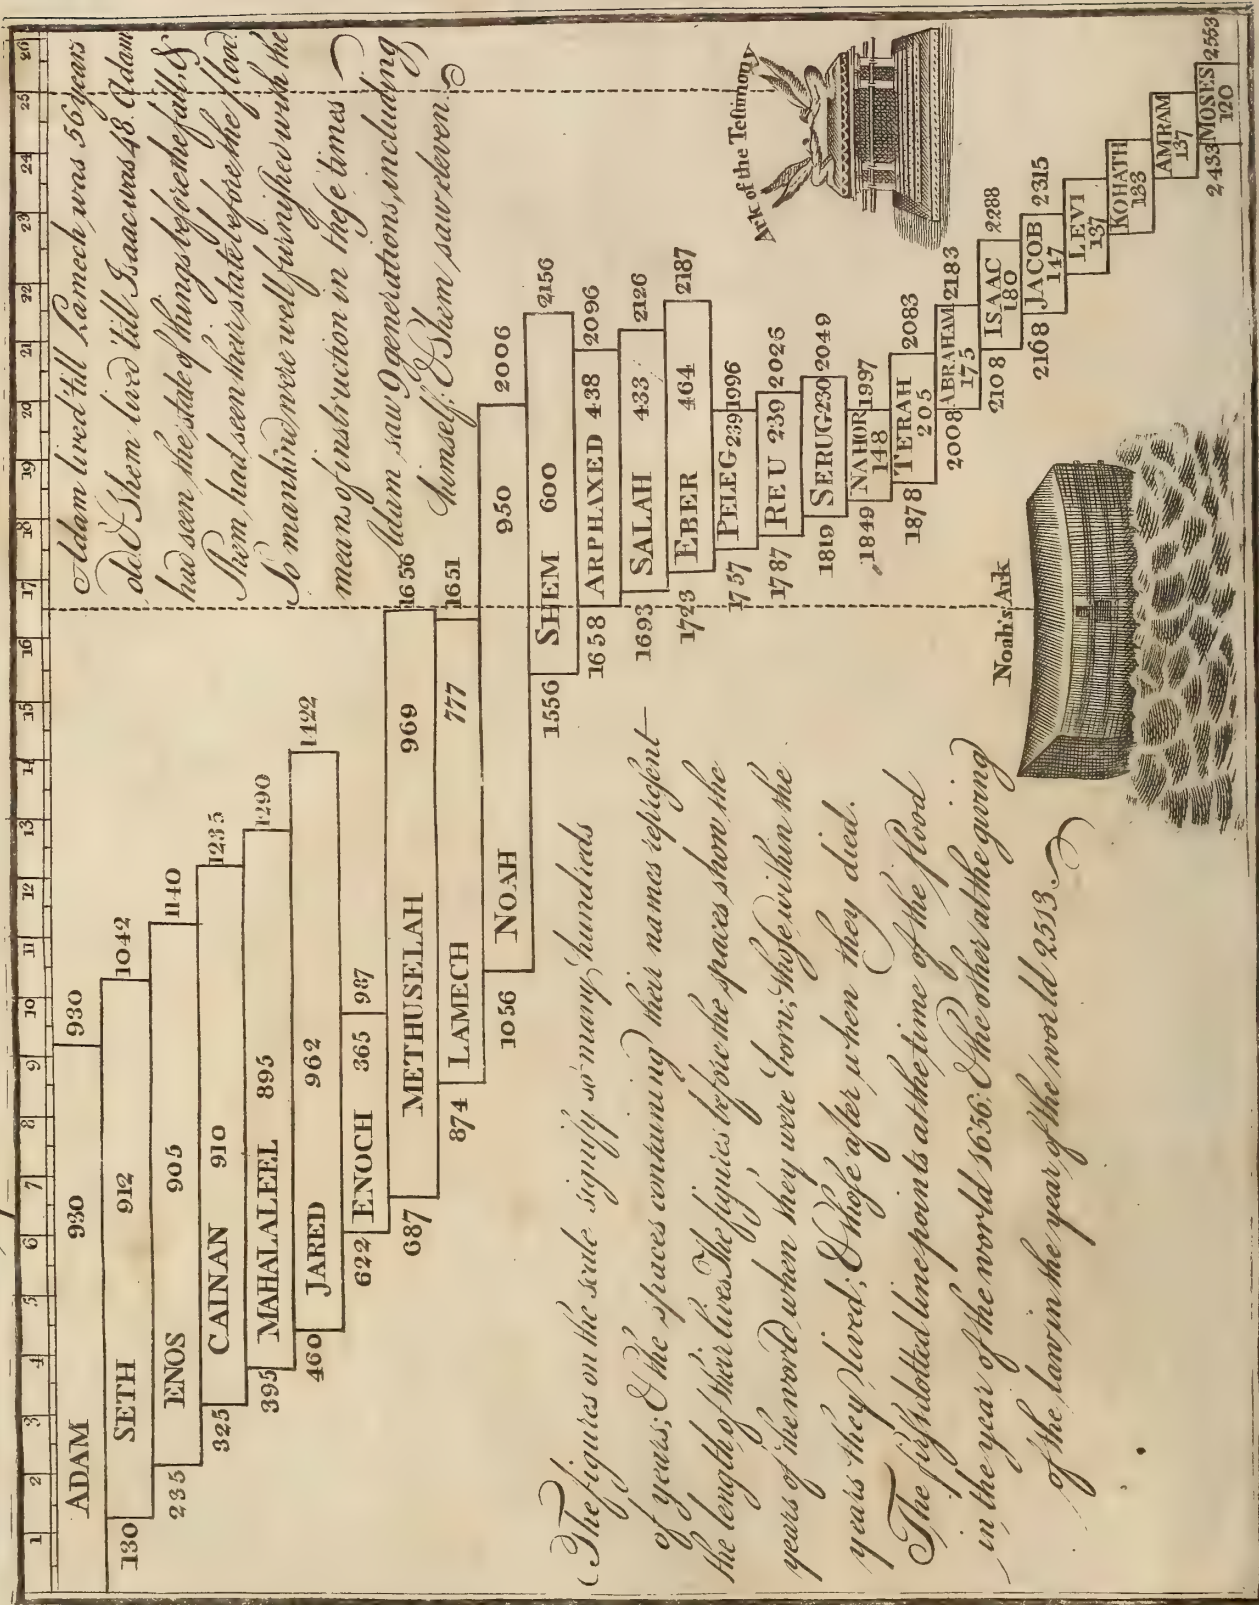 1 2 3 4 5 6 7 8 9 10 11 12 13 14 15 16 17 18 19 20 21 22 23 24 25 26
ADAM 930 930
130 SETH 912 1042
235 ENOS 905 1140
325 CAINAN 910 1235
395 MAHALALEEL 895 1290
460 JARED 962 1422
622 ENOCH 365 987
687 METHUSELAH 969 1656
874 LAMECH 777 1651
1056 NOAH 950 2006
1556 SHEM 600 2156
1658 ARPHAXED 438 2096
1693 SALAH 433 2126
1723 EBER 464 2187
1757 PELEG 239 1996
1787 REU 239 2026
1819 SERUG 230 2049
1849 NAHOR 148 1997
1878 TERAH 205 2083
2008 ABRAHAM 175 2183
2108 ISAAC 180 2288
2168 JACOB 147 2315
LEVI 137
KOHATH 133
AMRAM 137
2433 MOSES 120 2553
Adam lived till Lamech was 56 years
old. & Shem lived 'till Isaac was 48. Adam
had seen the state of things before the fall, &
Shem, had seen their state before the flood.
So mankind were well furnished with the
means of instruction in these times
Adam saw 9 generations, including
himself; & Shem saw eleven.
The figures on the scale signify so many hundreds
of years; & the spaces containing their names represent
the length of their lives. The figures before the spaces show the
years of the world when they were born; those within the
years they lived; & those after when they died.
The first dotted line points at the time of the flood
in the year of the world 1656: & the other at the giving
of the law in the year of the world 2513.
Noah's Ark
Ark of the Testimony